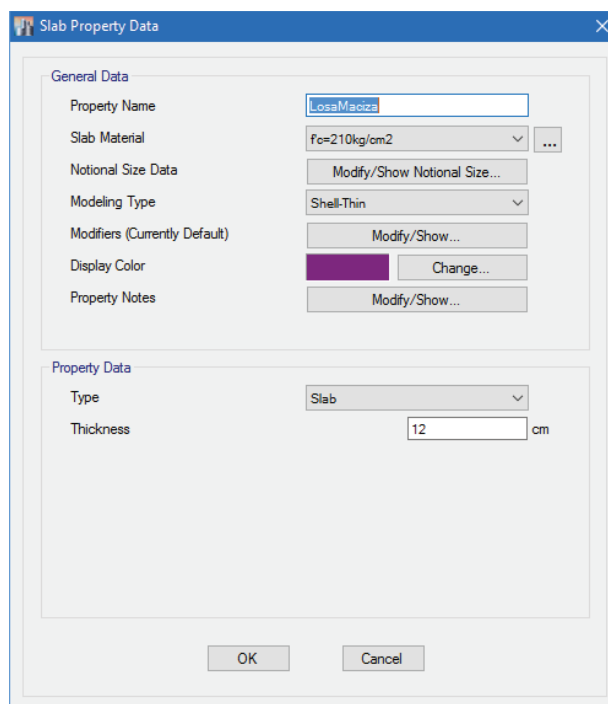 Slab Property Data
General Data
Property Name LosaMaciza
Slab Material f'c=210kg/cm2 ...
Notional Size Data Modify/Show Notional Size...
Modeling Type Shell-Thin
Modifiers (Currently Default) Modify/Show...
Display Color Change...
Property Notes Modify/Show...
Property Data
Type Slab
Thickness 12 cm
OK Cancel